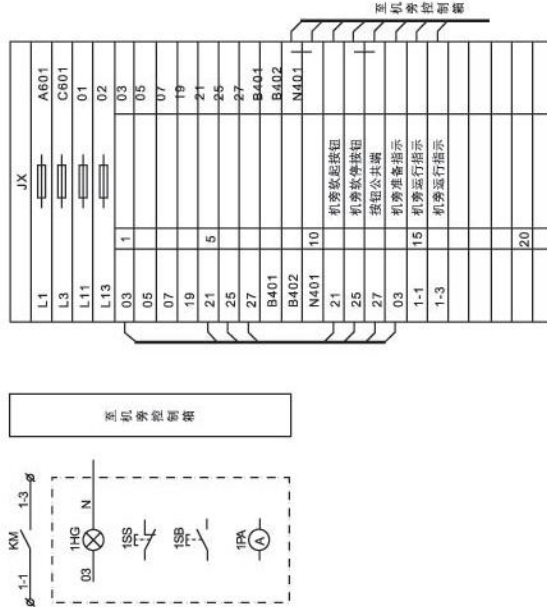 至机旁控制箱
JX
L1 A601
L3 C601
L11 01
L13 02
03 1 03
05 05
07 07
19 19
21 5 21
25 25
27 27
B401 B401
B402 B402
N401 10 N401
21 机旁软起按钮
25 机旁软停按钮
27 按钮公共端
03 机旁准备指示
1-1 15 机旁运行指示
1-3 机旁运行指示
20
至机旁控制箱
KM
1-1 1-3
1HG
03 N
1SS
1SB
1PA
A